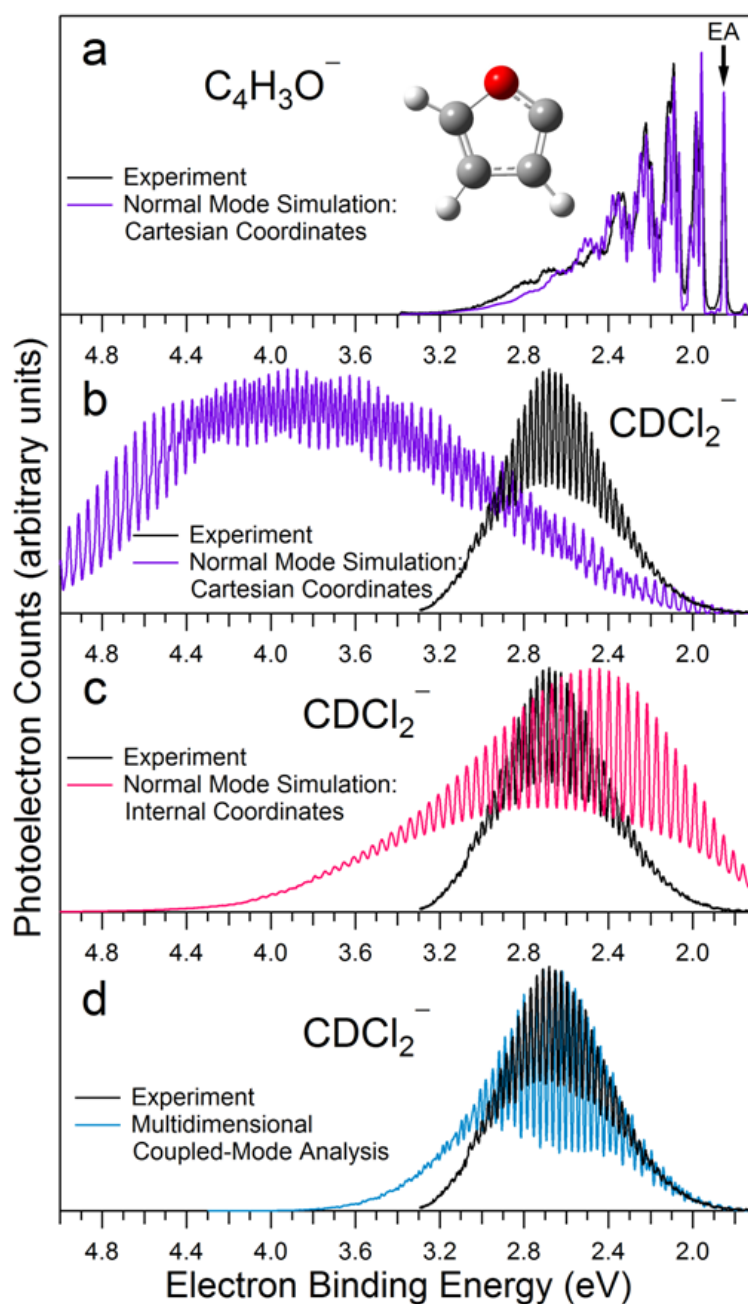 a
C₄H₃O⁻
EA
Experiment
Normal Mode Simulation:
Cartesian Coordinates
4.8 4.4 4.0 3.6 3.2 2.8 2.4 2.0
b
CDCl₂⁻
Experiment
Normal Mode Simulation:
Cartesian Coordinates
4.8 4.4 4.0 3.6 3.2 2.8 2.4 2.0
c
CDCl₂⁻
Experiment
Normal Mode Simulation:
Internal Coordinates
4.8 4.4 4.0 3.6 3.2 2.8 2.4 2.0
d
CDCl₂⁻
Experiment
Multidimensional
Coupled-Mode Analysis
4.8 4.4 4.0 3.6 3.2 2.8 2.4 2.0
Electron Binding Energy (eV)
Photoelectron Counts (arbitrary units)